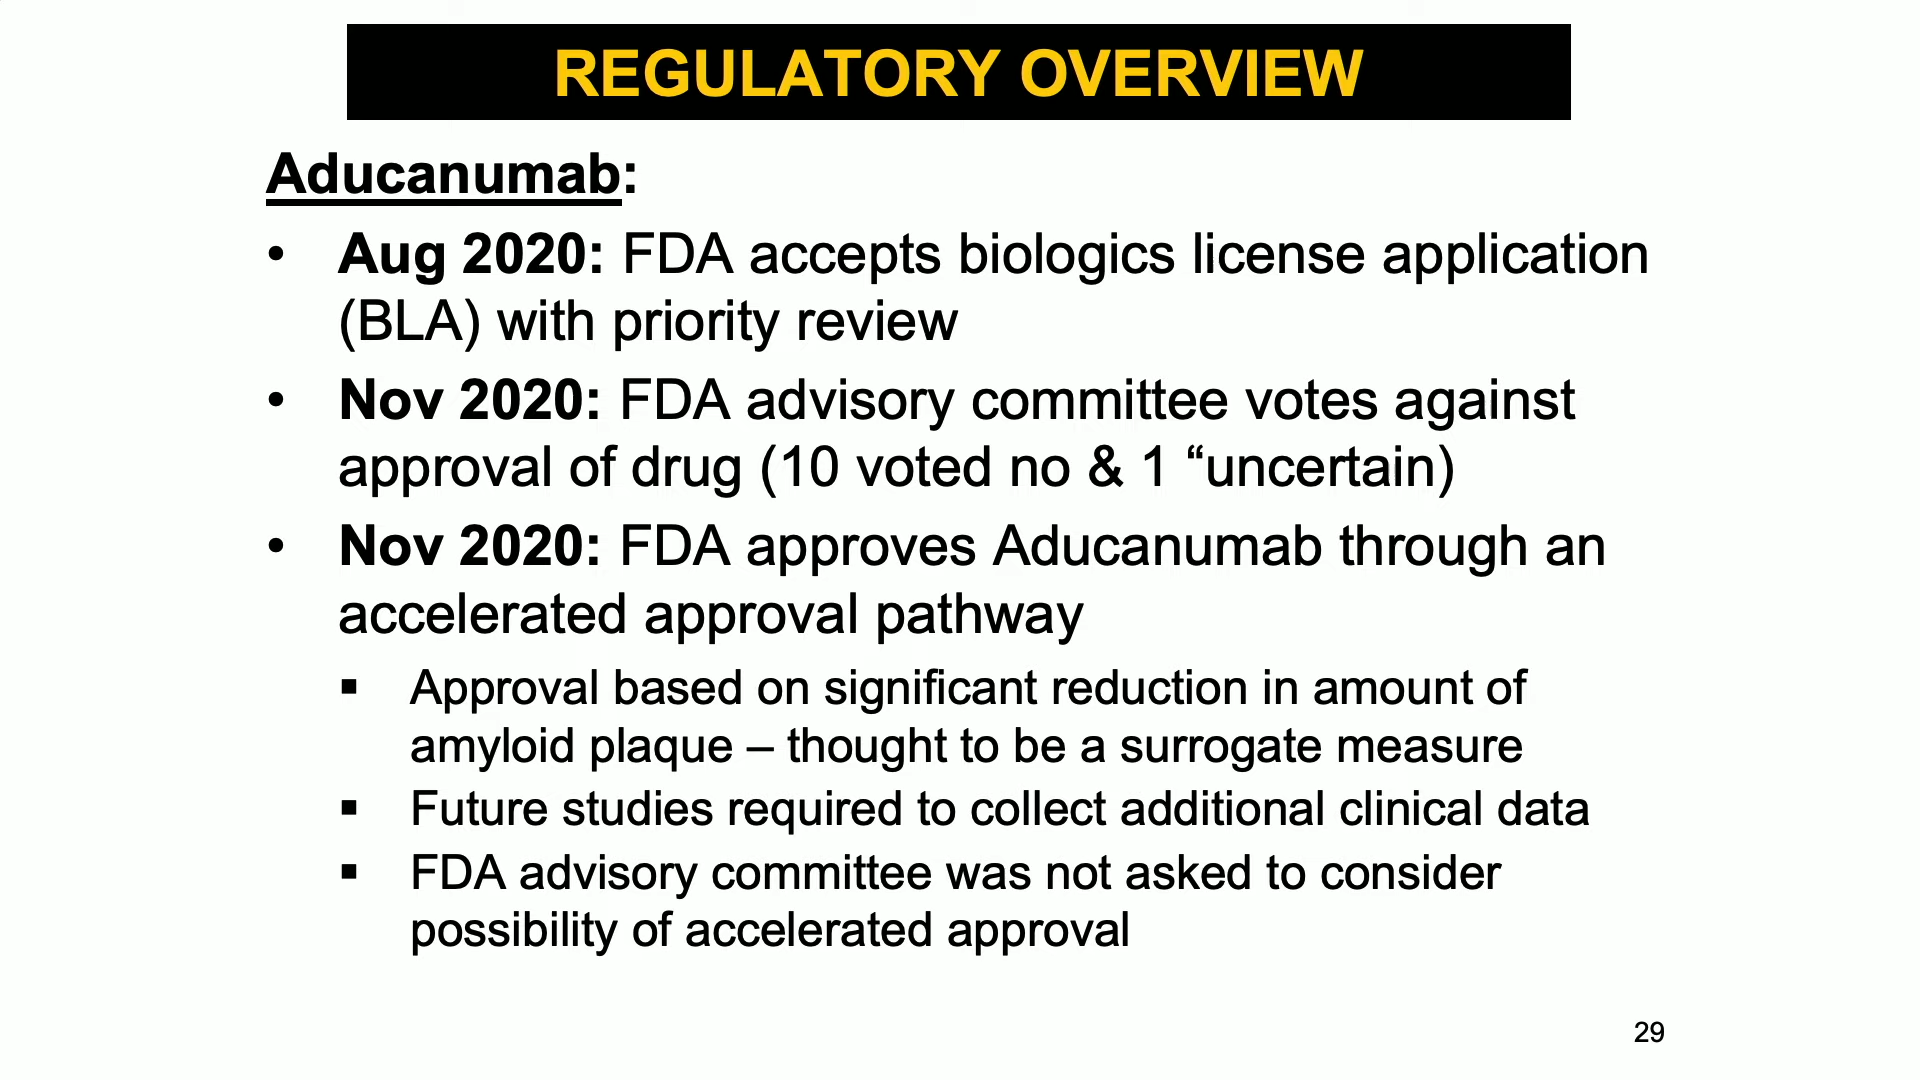 REGULATORY OVERVIEW
Aducanumab:
• Aug 2020: FDA accepts biologics license application
(BLA) with priority review
• Nov 2020: FDA advisory committee votes against
approval of drug (10 voted no & 1 “uncertain)
• Nov 2020: FDA approves Aducanumab through an
accelerated approval pathway
▪ Approval based on significant reduction in amount of
amyloid plaque – thought to be a surrogate measure
▪ Future studies required to collect additional clinical data
▪ FDA advisory committee was not asked to consider
possibility of accelerated approval
29